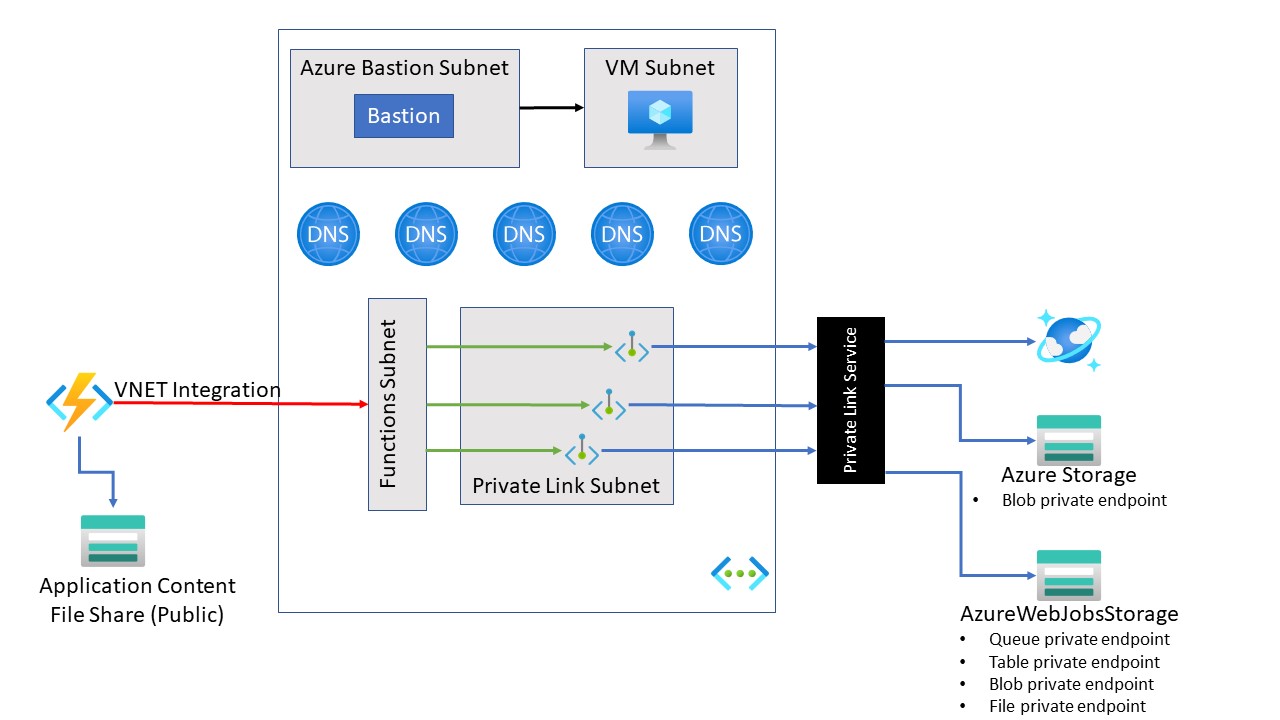 Azure Bastion Subnet
Bastion
VM Subnet
DNS
DNS
DNS
DNS
DNS
VNET Integration
Functions Subnet
Private Link Subnet
Private Link Service
Application Content
File Share (Public)
Azure Storage
• Blob private endpoint
AzureWebJobsStorage
• Queue private endpoint
• Table private endpoint
• Blob private endpoint
• File private endpoint